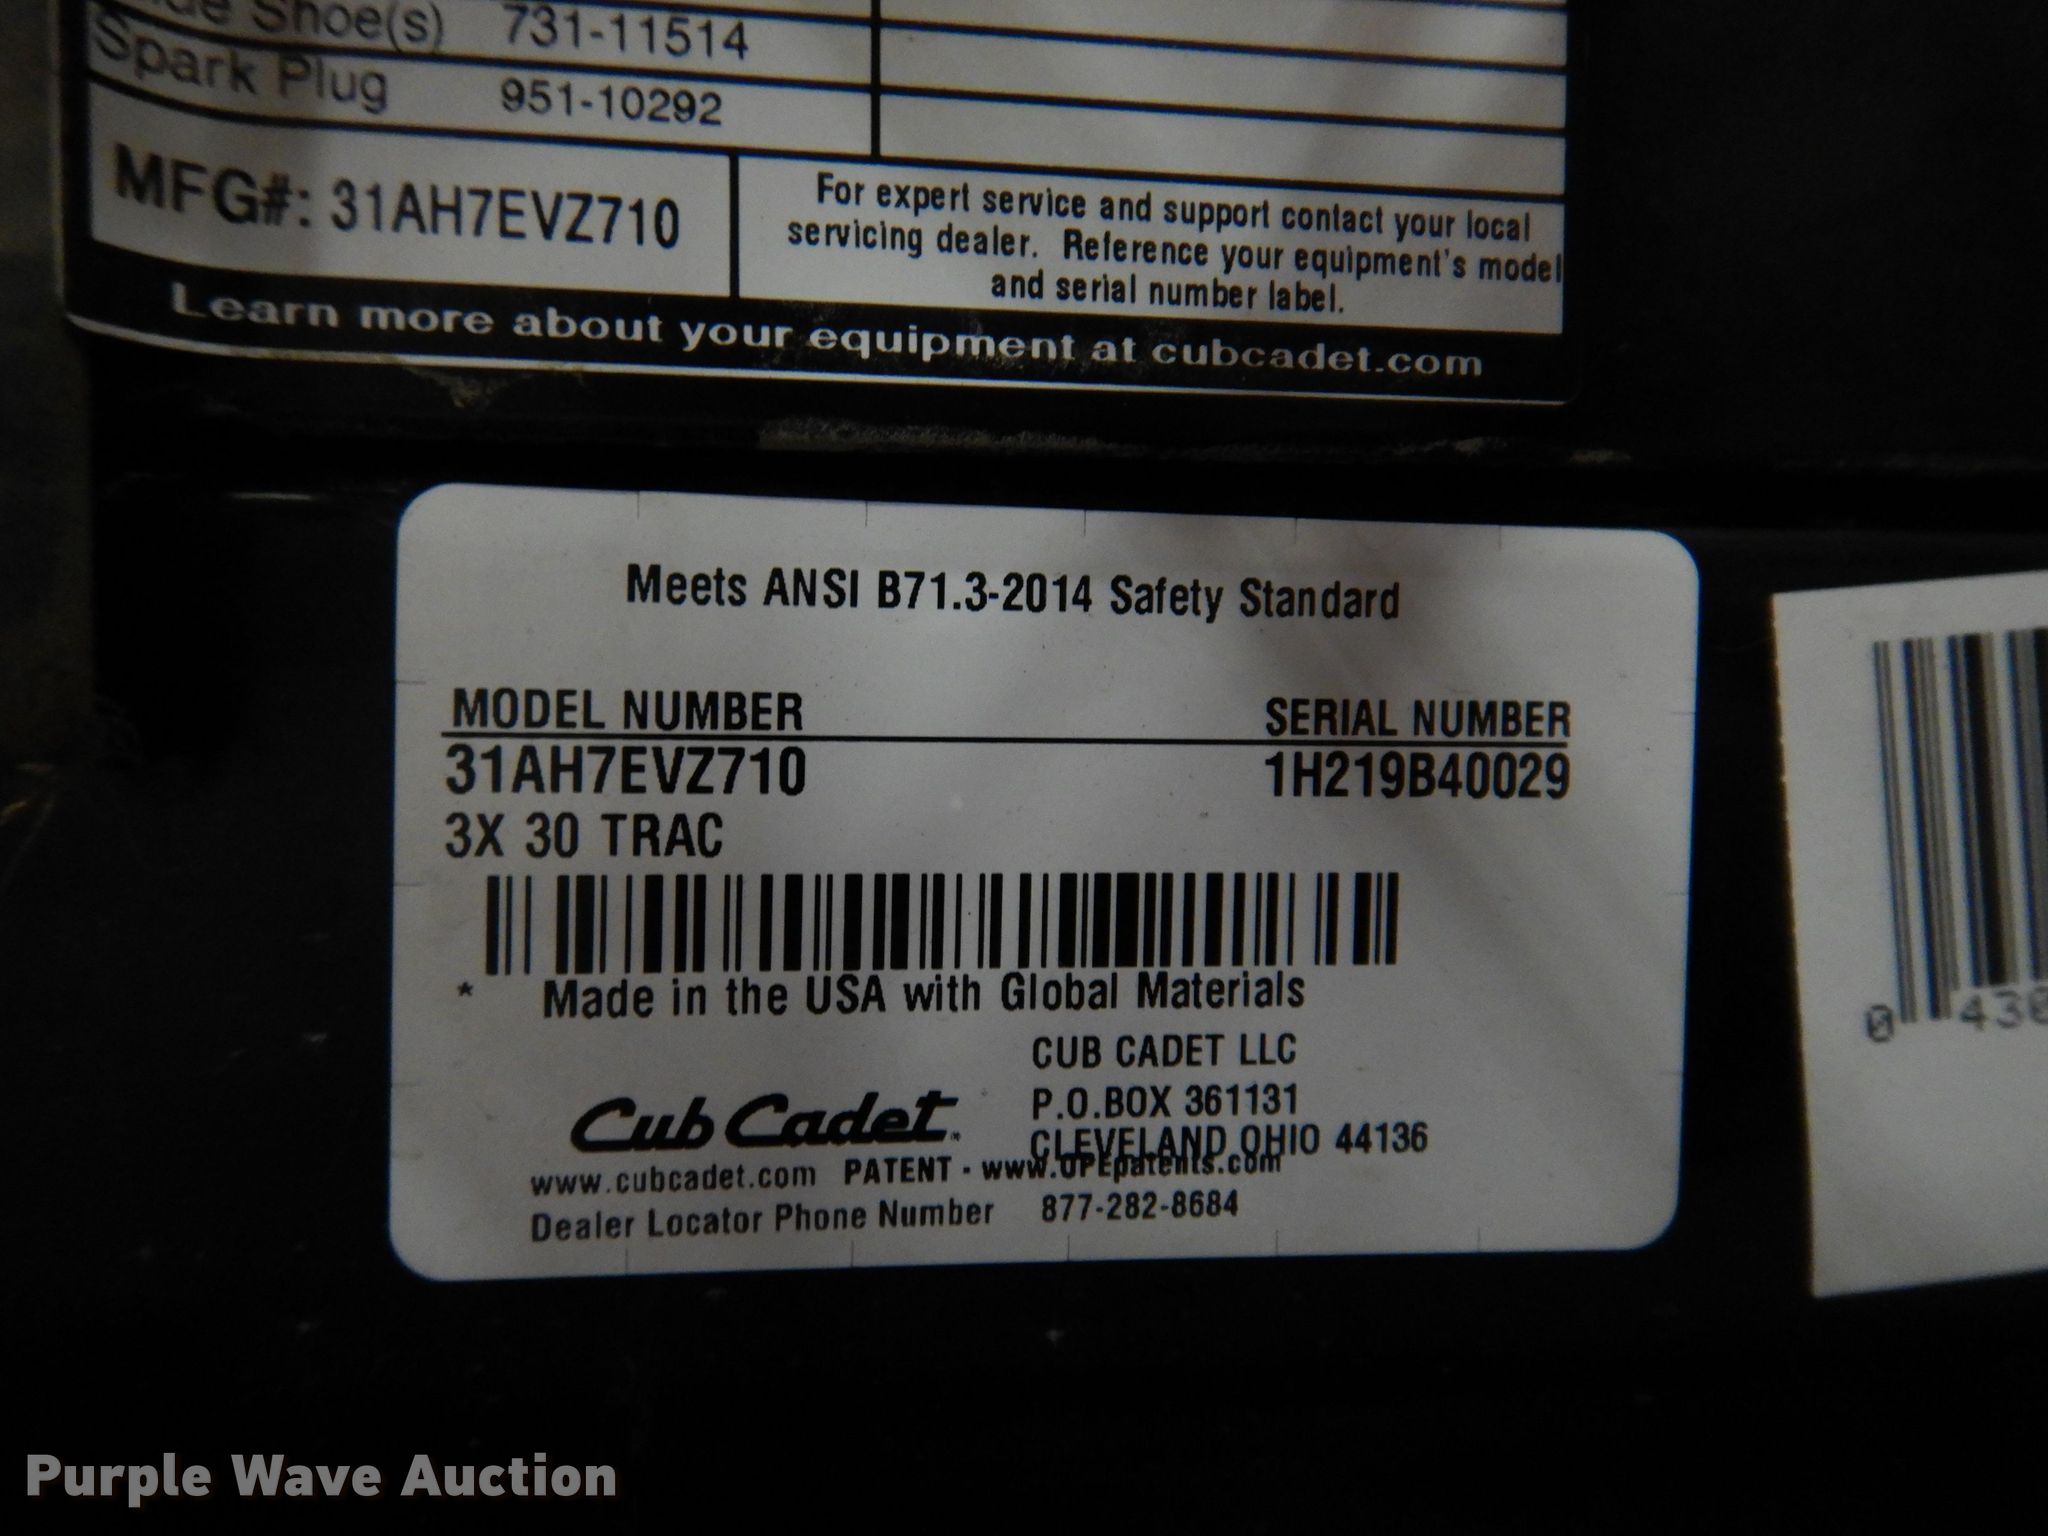 Shoe(s) 731-11514
Spark Plug 951-10292
MFG#: 31AH7EVZ710
For expert service and support contact your local
servicing dealer. Reference your equipment's model
and serial number label.
Learn more about your equipment at cubcadet.com
Meets ANSI B71.3-2014 Safety Standard
MODEL NUMBER SERIAL NUMBER
31AH7EVZ710 1H219B40029
3X 30 TRAC
* Made in the USA with Global Materials
CUB CADET LLC
P.O.BOX 361131
CLEVELAND OHIO 44136
Cub Cadet
www.cubcadet.com PATENT - www.OPEpatents.com
Dealer Locator Phone Number 877-282-8684
0 430
Purple Wave Auction